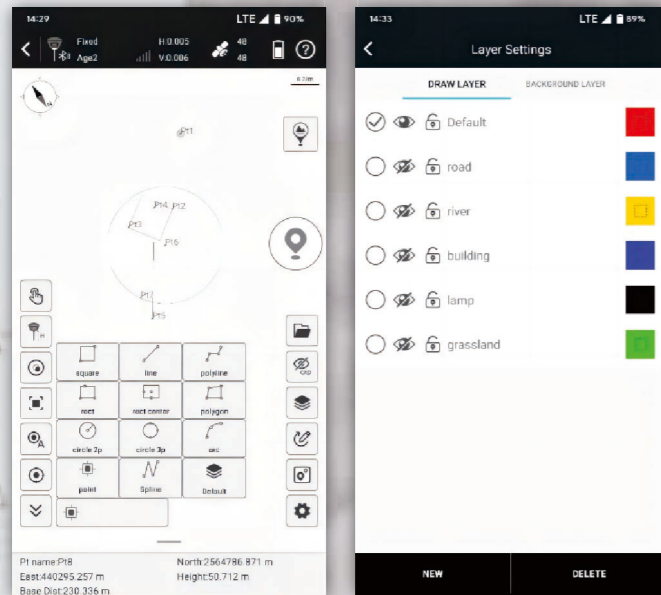 14:29
LTE 90%
Fixed H:0.005 48
Age2 V:0.006 48
Pt1
Pt4 Pt2
Pt3
Pt6
Pt7
Pt5
H
square line polyline
CAD
rect rect center polygon
A
circle 2p circle 3p arc
point Spline Default
Pt name:Pt8 North:2564786.871 m
East:440295.257 m Height:50.712 m
Base Dist:230.336 m
14:33
LTE 89%
Layer Settings
DRAW LAYER BACKGROUND LAYER
Default
road
river
building
lamp
grassland
NEW DELETE